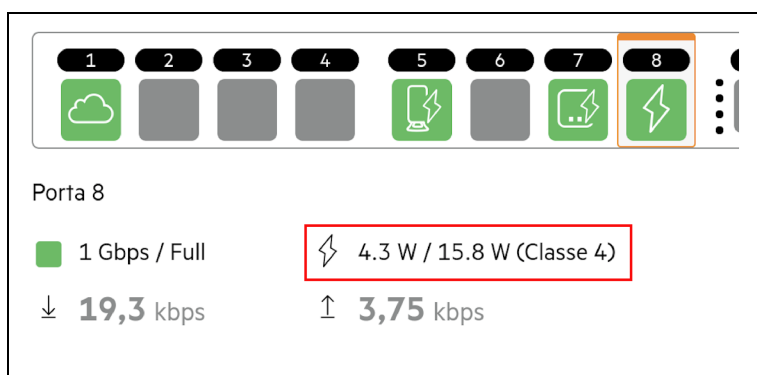 1 2 3 4 5 6 7 8
Porta 8
1 Gbps / Full 4.3 W / 15.8 W (Classe 4)
19,3 kbps 3,75 kbps